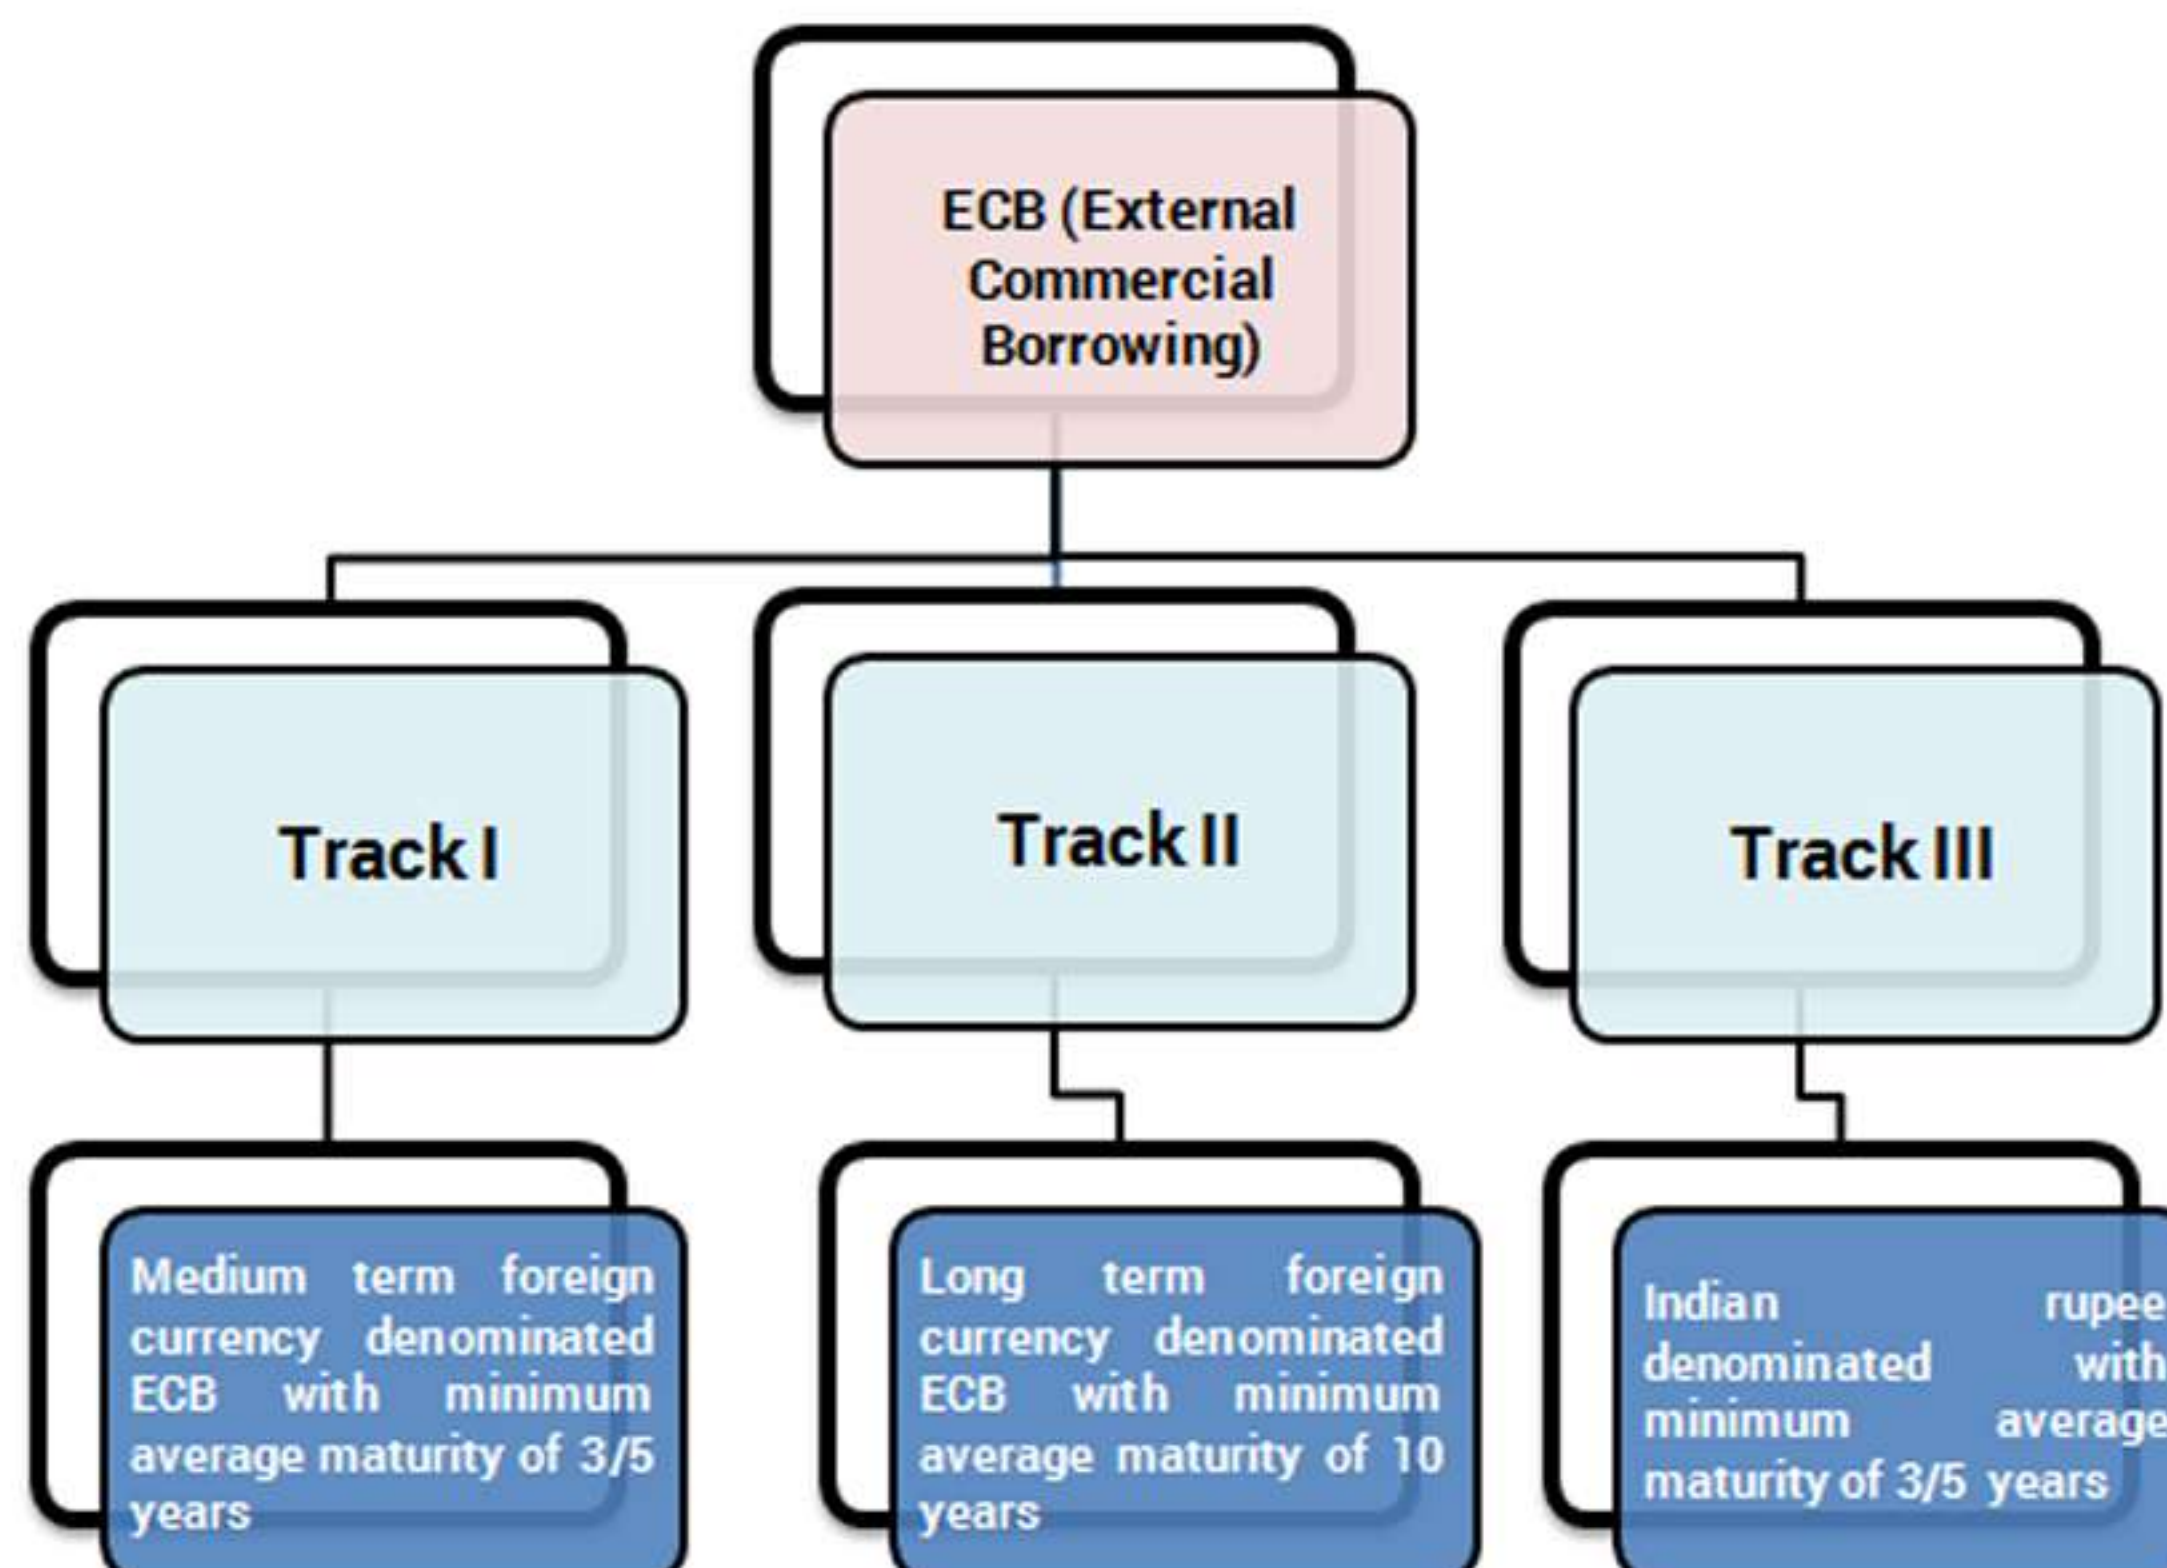 ECB (External
Commercial
Borrowing)
Track I
Track II
Track III
Medium term foreign
currency denominated
ECB with minimum
average maturity of 3/5
years
Long term foreign
currency denominated
ECB with minimum
average maturity of 10
years
Indian rupee
denominated with
minimum average
maturity of 3/5 years